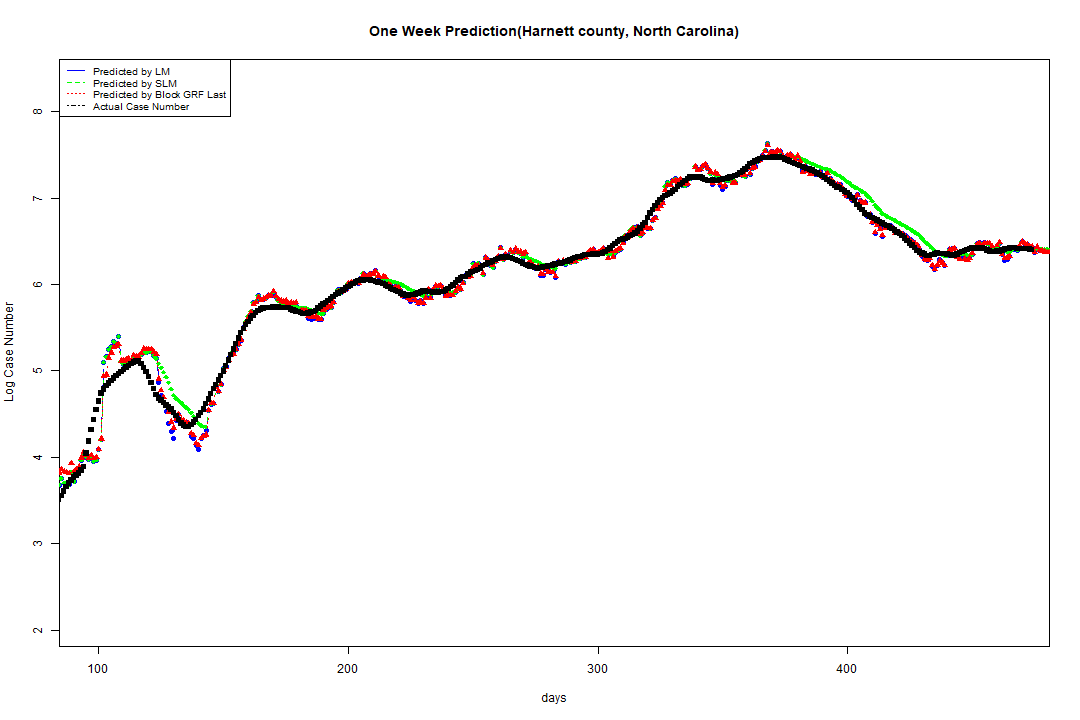 One Week Prediction(Harnett county, North Carolina)
Predicted by LM
Predicted by SLM
Predicted by Block GRF Last
Actual Case Number
Log Case Number
8
7
6
5
4
3
2
100
200
300
400
days